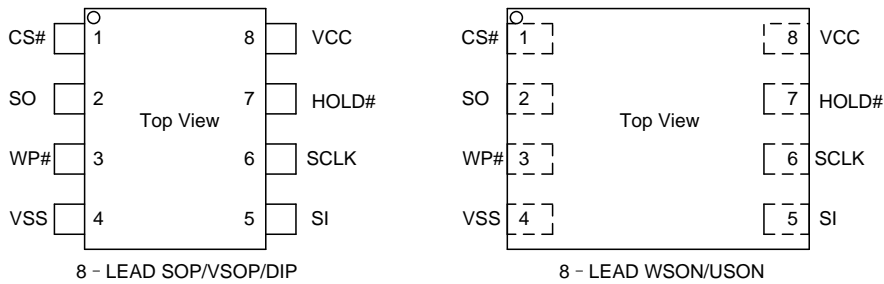 CS# 1 8 VCC
SO 2 7 HOLD#
Top View
WP# 3 6 SCLK
VSS 4 5 SI
8 - LEAD SOP/VSOP/DIP
CS# 1 8 VCC
SO 2 7 HOLD#
Top View
WP# 3 6 SCLK
VSS 4 5 SI
8 - LEAD WSON/USON